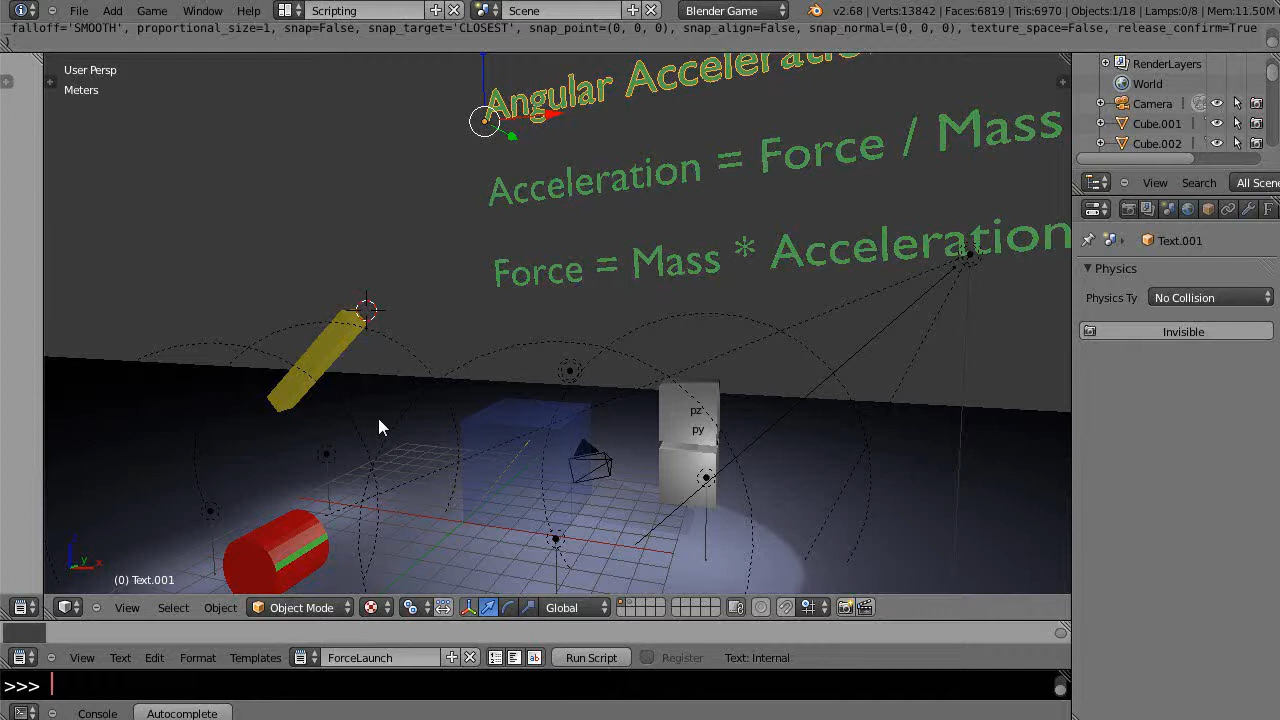 File Add Game Window Help Scripting Scene Blender Game v2.68 | Verts:13842 | Faces:6819 | Tris:6970 | Objects:1/18 | Lamps:0/8 | Mem:11.50M
_falloff='SMOOTH', proportional_size=1, snap=False, snap_target='CLOSEST', snap_point=(0, 0, 0), snap_align=False, snap_normal=(0, 0, 0), texture_space=False, release_confirm=True
)
User Persp
Meters
Angular
Acceleration = Force / Mass
Force = Mass * Acceleration
pz
py
z y x
(0) Text.001
View Select Object Object Mode Global
View Text Edit Format Templates ForceLaunch Run Script Register Text: Internal
>>>
Console Autocomplete
RenderLayers
World
Camera
Cube.001
Cube.002
View Search All Scene
Text.001
Physics
Physics Ty No Collision
Invisible